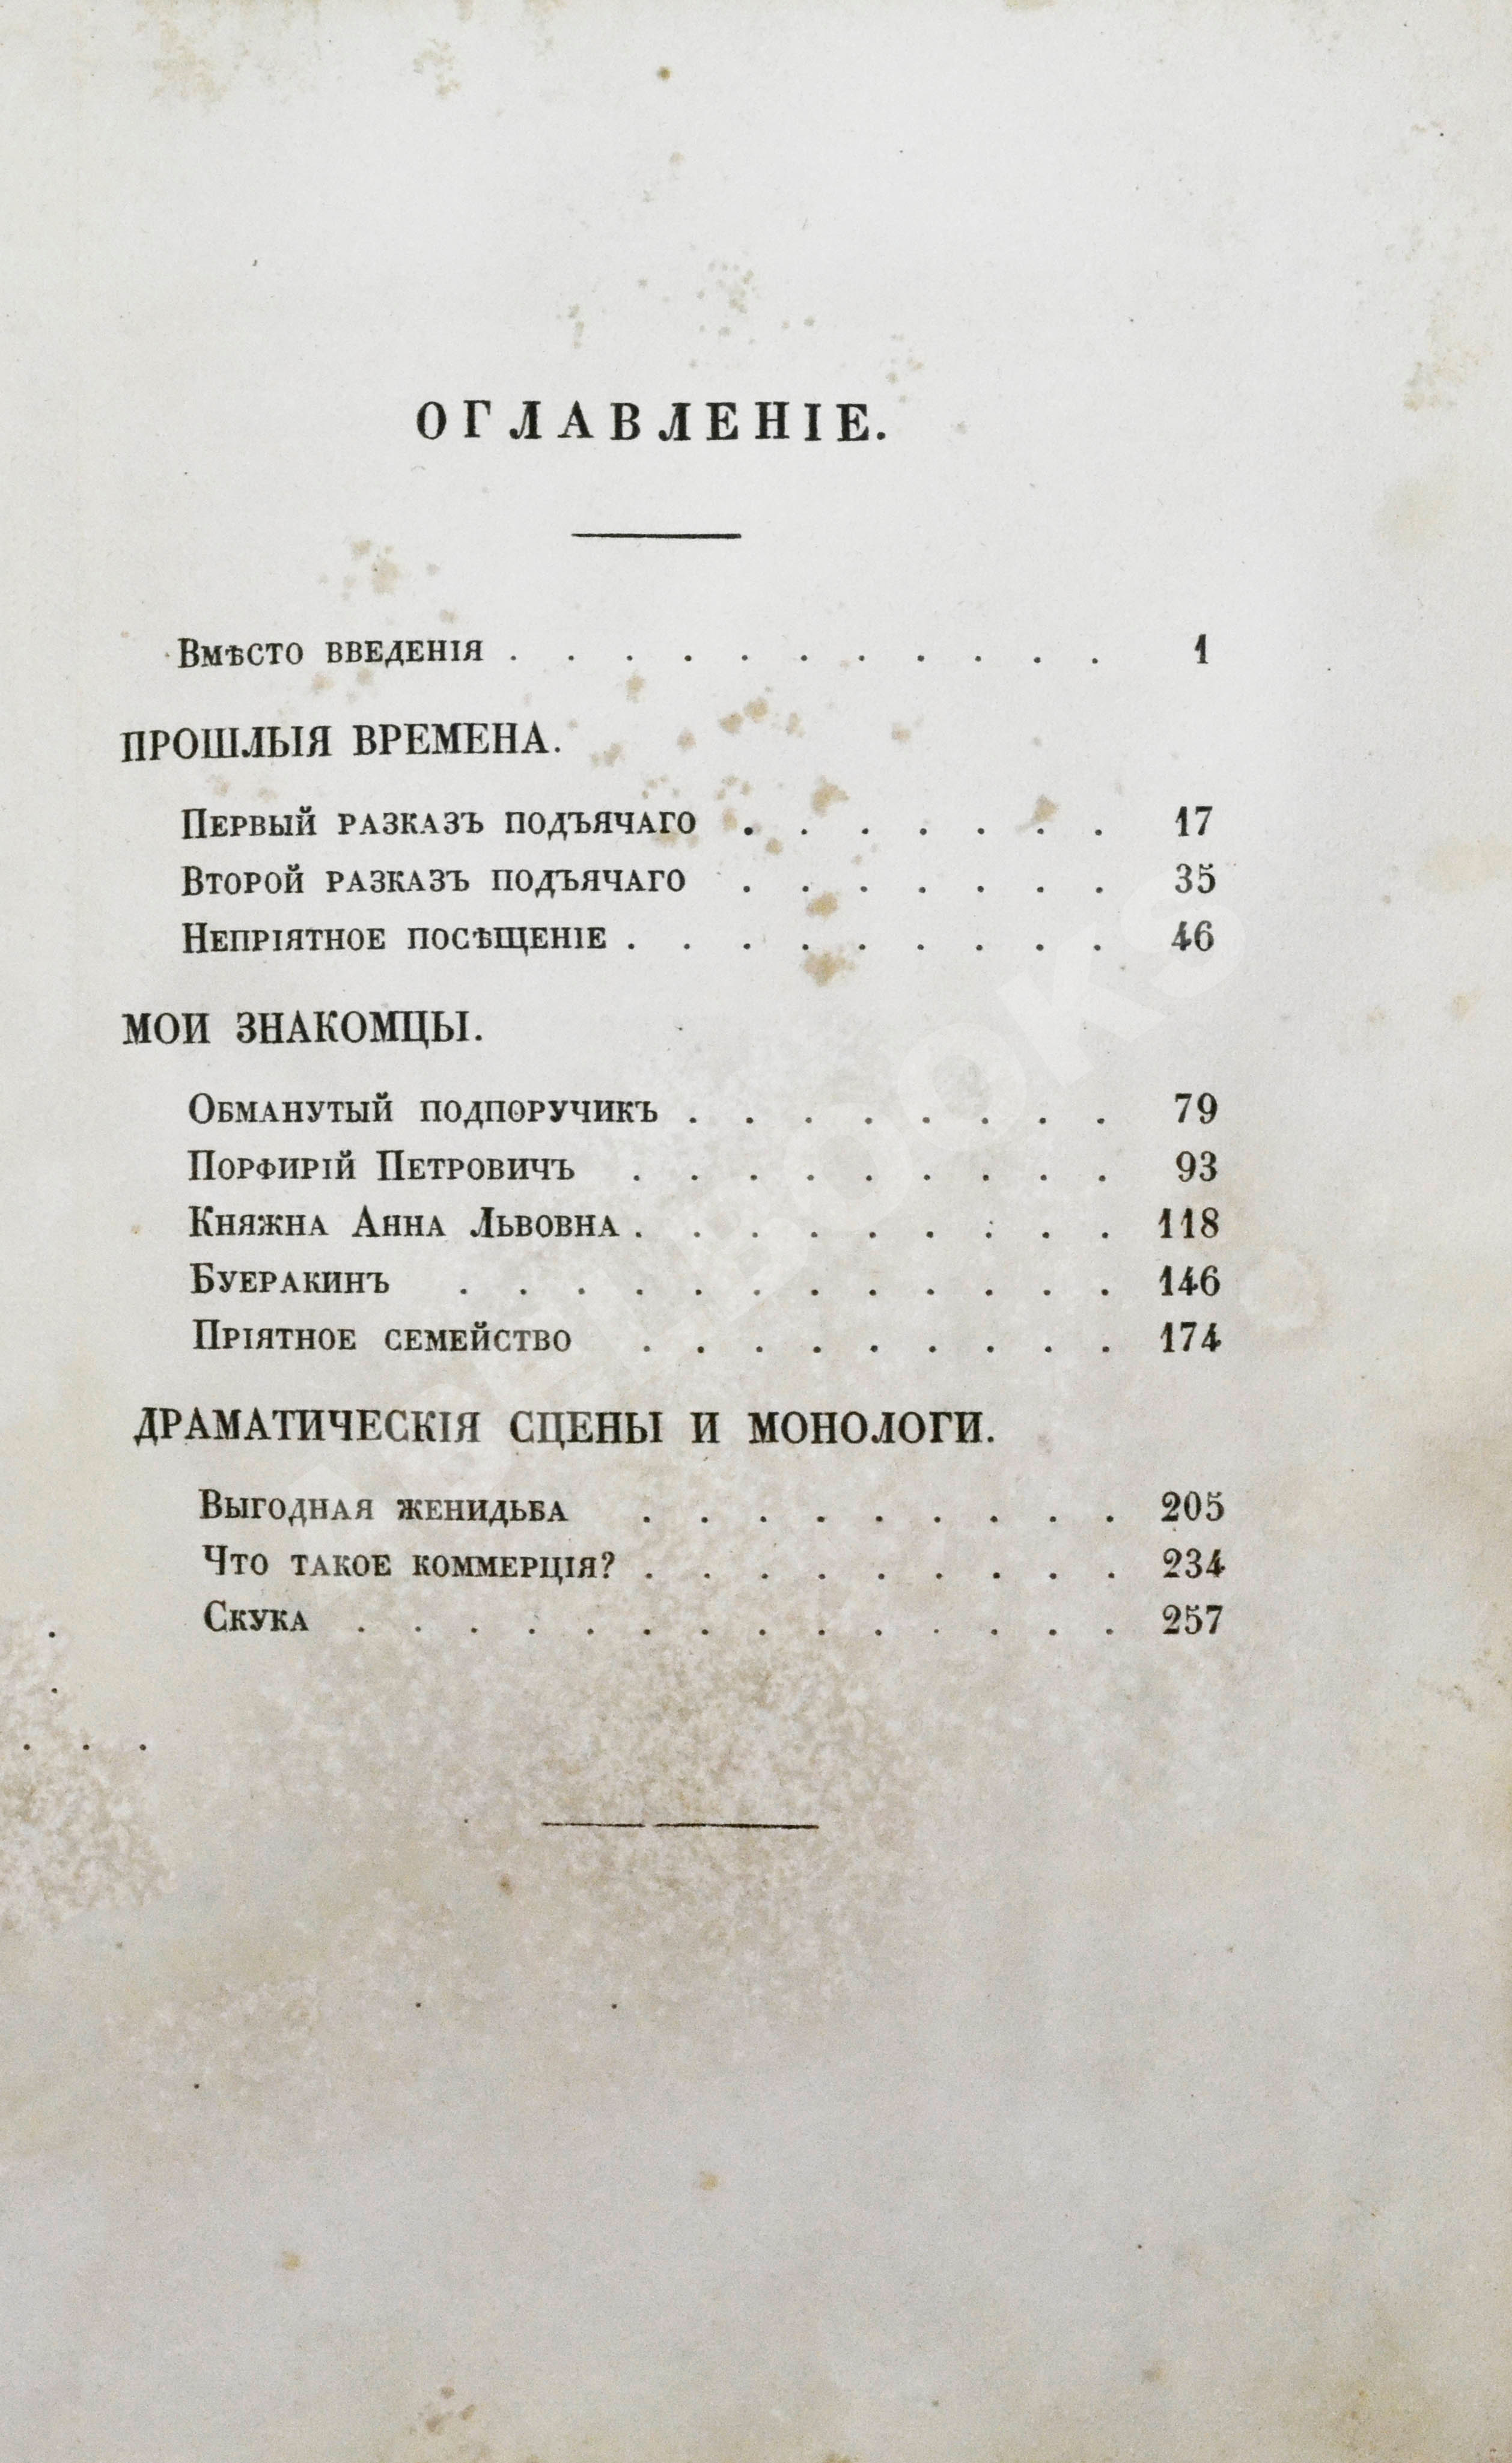 ОГЛАВЛЕНІЕ.
Вмѣсто введенія . . . . . . . . . . . 1
ПРОШЛЫЯ ВРЕМЕНА.
Первый разказъ подъячаго . . . . . . . 17
Второй разказъ подъячаго . . . . . . . 35
Непріятное посѣщеніе . . . . . . . . . 46
МОИ ЗНАКОМЦЫ.
Обманутый подпоручикъ . . . . . . . . 79
Порфирій Петровичъ . . . . . . . . . 93
Княжна Анна Львовна . . . . . . . . . 118
Буеракинъ . . . . . . . . . . . . 146
Пріятное семейство . . . . . . . . . 174
ДРАМАТИЧЕСКІЯ СЦЕНЫ И МОНОЛОГИ.
Выгодная женидьба . . . . . . . . . 205
Что такое коммерція? . . . . . . . . . 234
Скука . . . . . . . . . . . . . . 257